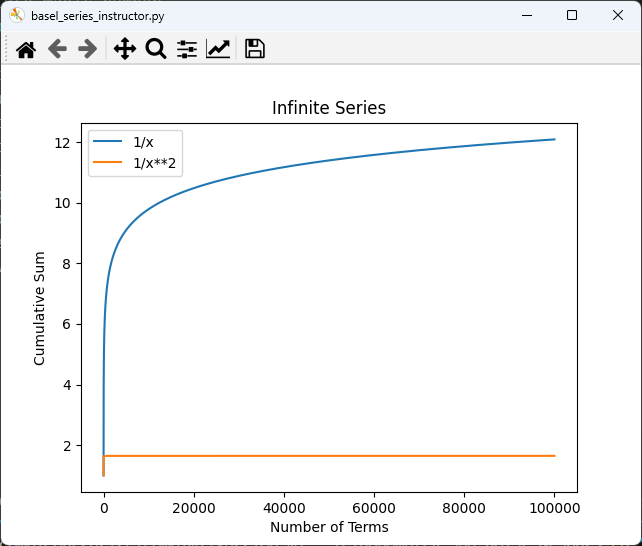 basel_series_instructor.py
Infinite Series
1/x
1/x**2
12
10
8
6
4
2
Cumulative Sum
0 20000 40000 60000 80000 100000
Number of Terms